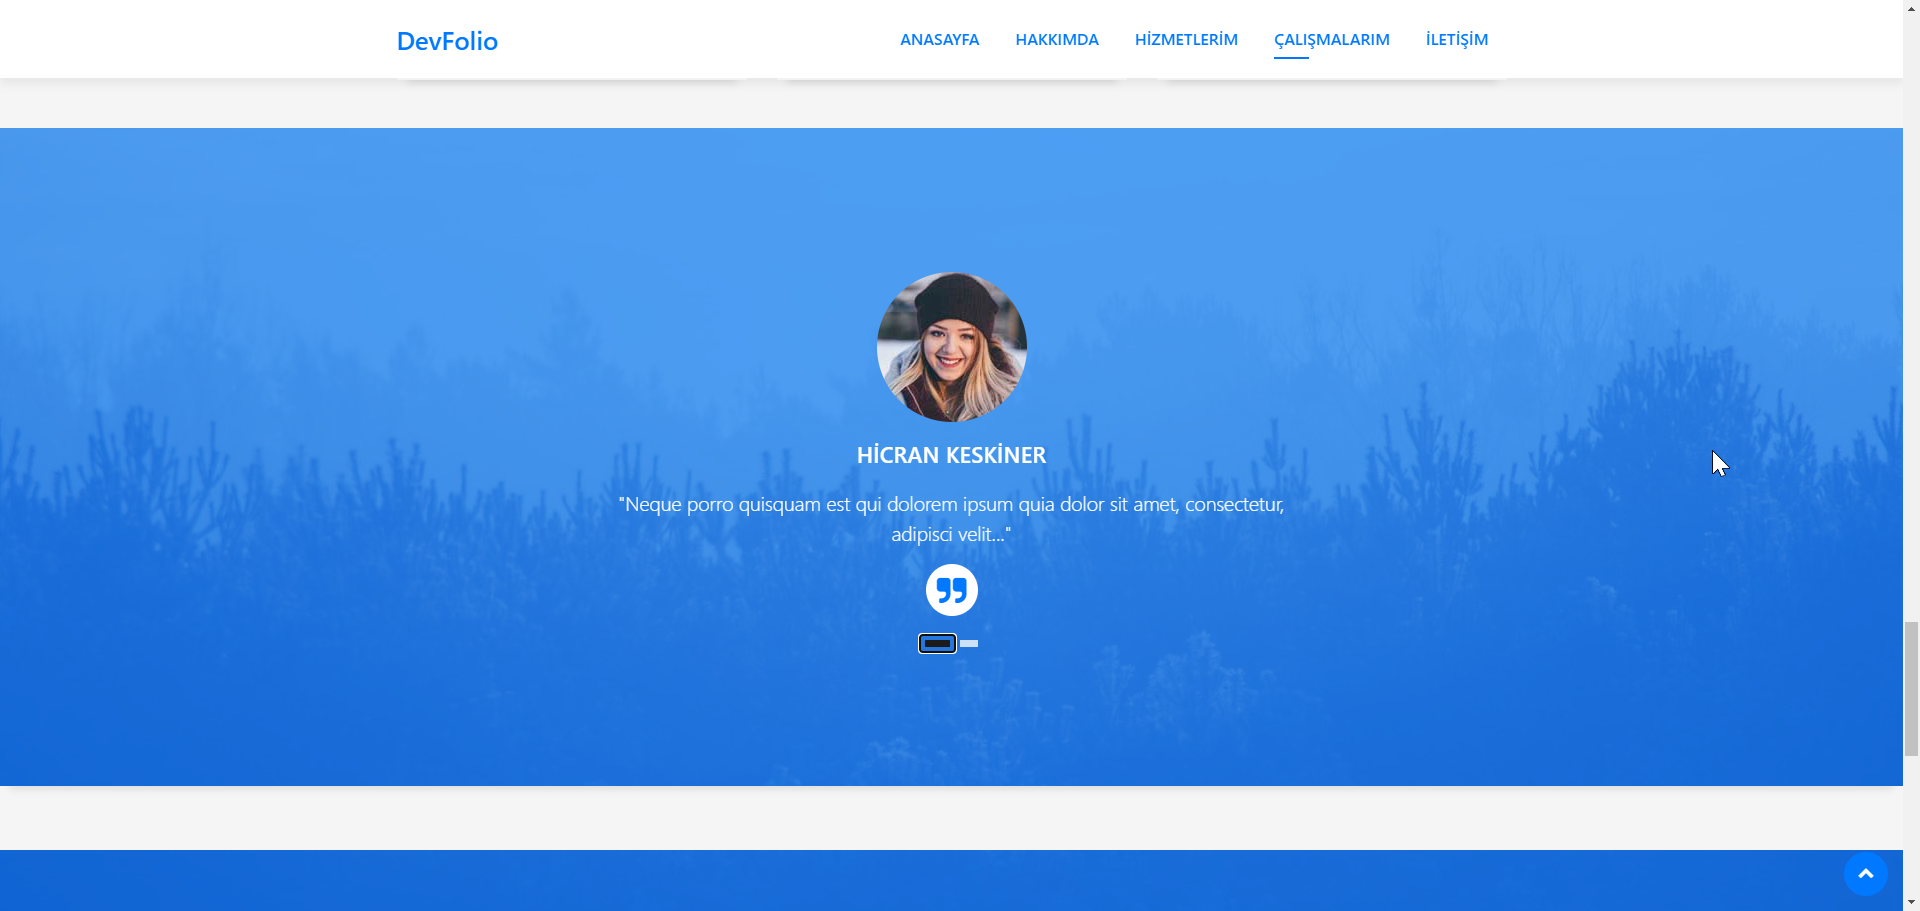 DevFolio
ANASAYFA
HAKKIMDA
HİZMETLERİM
ÇALIŞMALARIM
İLETİŞİM
HİCRAN KESKİNER
"Neque porro quisquam est qui dolorem ipsum quia dolor sit amet, consectetur,
adipisci velit..."